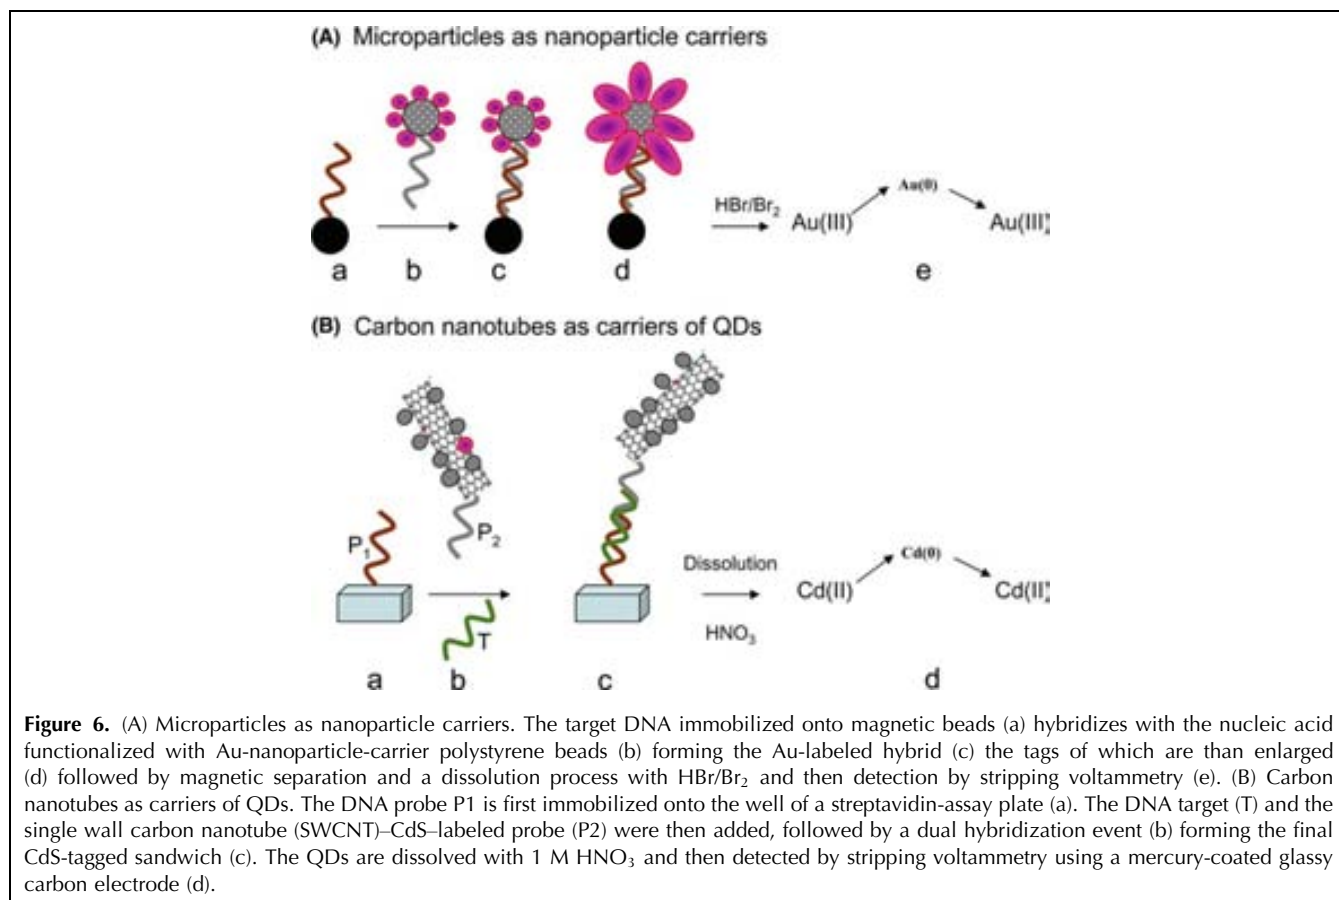 (A) Microparticles as nanoparticle carriers
HBr/Br₂
Au(III)
Au(0)
Au(III)
a
b
c
d
e
(B) Carbon nanotubes as carriers of QDs
P₁
P₂
T
Dissolution
HNO₃
Cd(II)
Cd(0)
Cd(II)
a
b
c
d
Figure 6. (A) Microparticles as nanoparticle carriers. The target DNA immobilized onto magnetic beads (a) hybridizes with the nucleic acid
functionalized with Au-nanoparticle-carrier polystyrene beads (b) forming the Au-labeled hybrid (c) the tags of which are than enlarged
(d) followed by magnetic separation and a dissolution process with HBr/Br₂ and then detection by stripping voltammetry (e). (B) Carbon
nanotubes as carriers of QDs. The DNA probe P1 is first immobilized onto the well of a streptavidin-assay plate (a). The DNA target (T) and the
single wall carbon nanotube (SWCNT)–CdS–labeled probe (P2) were then added, followed by a dual hybridization event (b) forming the final
CdS-tagged sandwich (c). The QDs are dissolved with 1 M HNO₃ and then detected by stripping voltammetry using a mercury-coated glassy
carbon electrode (d).